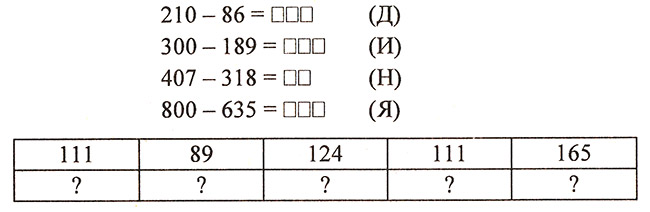 210 – 86 = □□□ (Д)
300 – 189 = □□□ (И)
407 – 318 = □□ (Н)
800 – 635 = □□□ (Я)
111 89 124 111 165
? ? ? ? ?